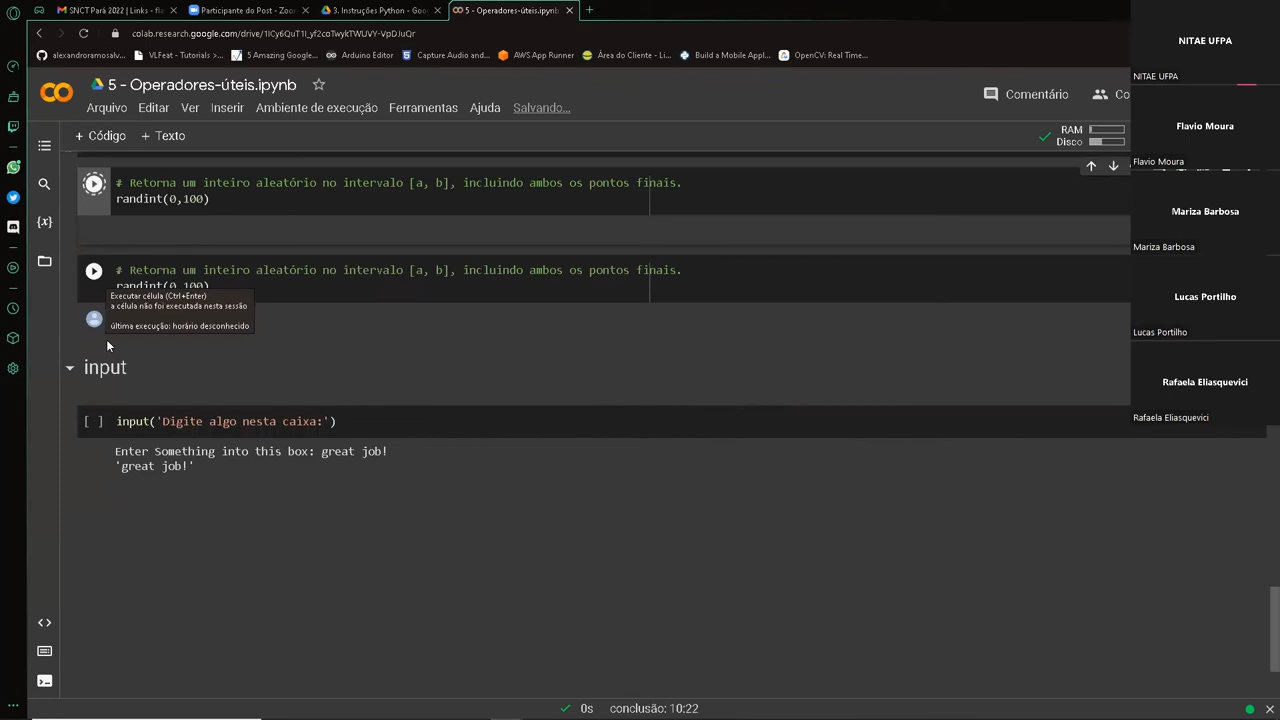 SNCT Pará 2022 | Links - f
Participante do Post - Zoo
3. Instruções Python - Goo
5 - Operadores-úteis.ipynb
colab.research.google.com/drive/1lCy6QuT1l_yf2coTwykTWUVY-VpDJuQr
alexandroramosalv...
VLFeat - Tutorials >...
5 Amazing Google...
Arduino Editor
Capture Audio and...
AWS App Runner
Área do Cliente - Li...
Build a Mobile Appl...
OpenCV: Real Time...
5 - Operadores-úteis.ipynb
Arquivo Editar Ver Inserir Ambiente de execução Ferramentas Ajuda Salvando...
Comentário
Co
+ Código + Texto
RAM
Disco
# Retorna um inteiro aleatório no intervalo [a, b], incluindo ambos os pontos finais.
randint(0,100)
# Retorna um inteiro aleatório no intervalo [a, b], incluindo ambos os pontos finais.
randint(0,100)
Executar célula (Ctrl+Enter)
a célula não foi executada nesta sessão
última execução: horário desconhecido
input
[ ] input('Digite algo nesta caixa:')
Enter Something into this box: great job!
'great job!'
0s conclusão: 10:22
NITAE UFPA
NITAE UFPA
Flavio Moura
Flavio Moura
Mariza Barbosa
Mariza Barbosa
Lucas Portilho
Lucas Portilho
Rafaela Eliasquevici
Rafaela Eliasquevici